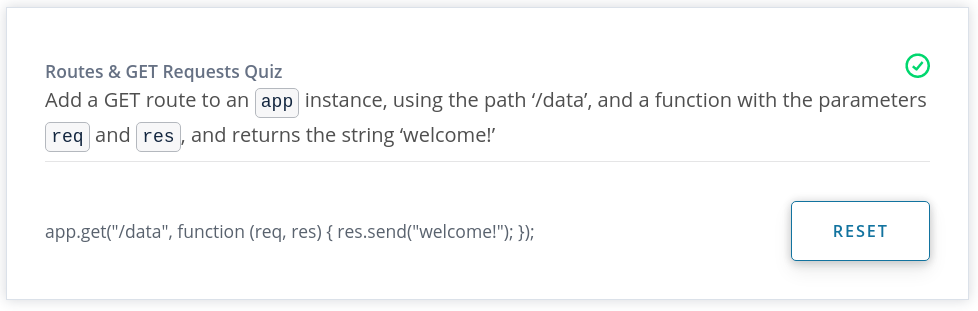 Routes & GET Requests Quiz
Add a GET route to an app instance, using the path ‘/data’, and a function with the parameters
req and res, and returns the string ‘welcome!’
app.get("/data", function (req, res) { res.send("welcome!"); });
RESET